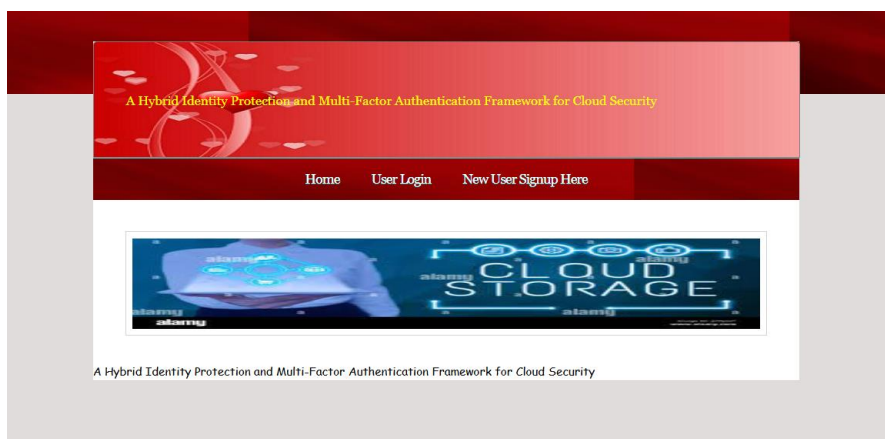 A Hybrid Identity Protection and Multi-Factor Authentication Framework for Cloud Security
Home User Login New User Signup Here
CLOUD
STORAGE
alamy
A Hybrid Identity Protection and Multi-Factor Authentication Framework for Cloud Security